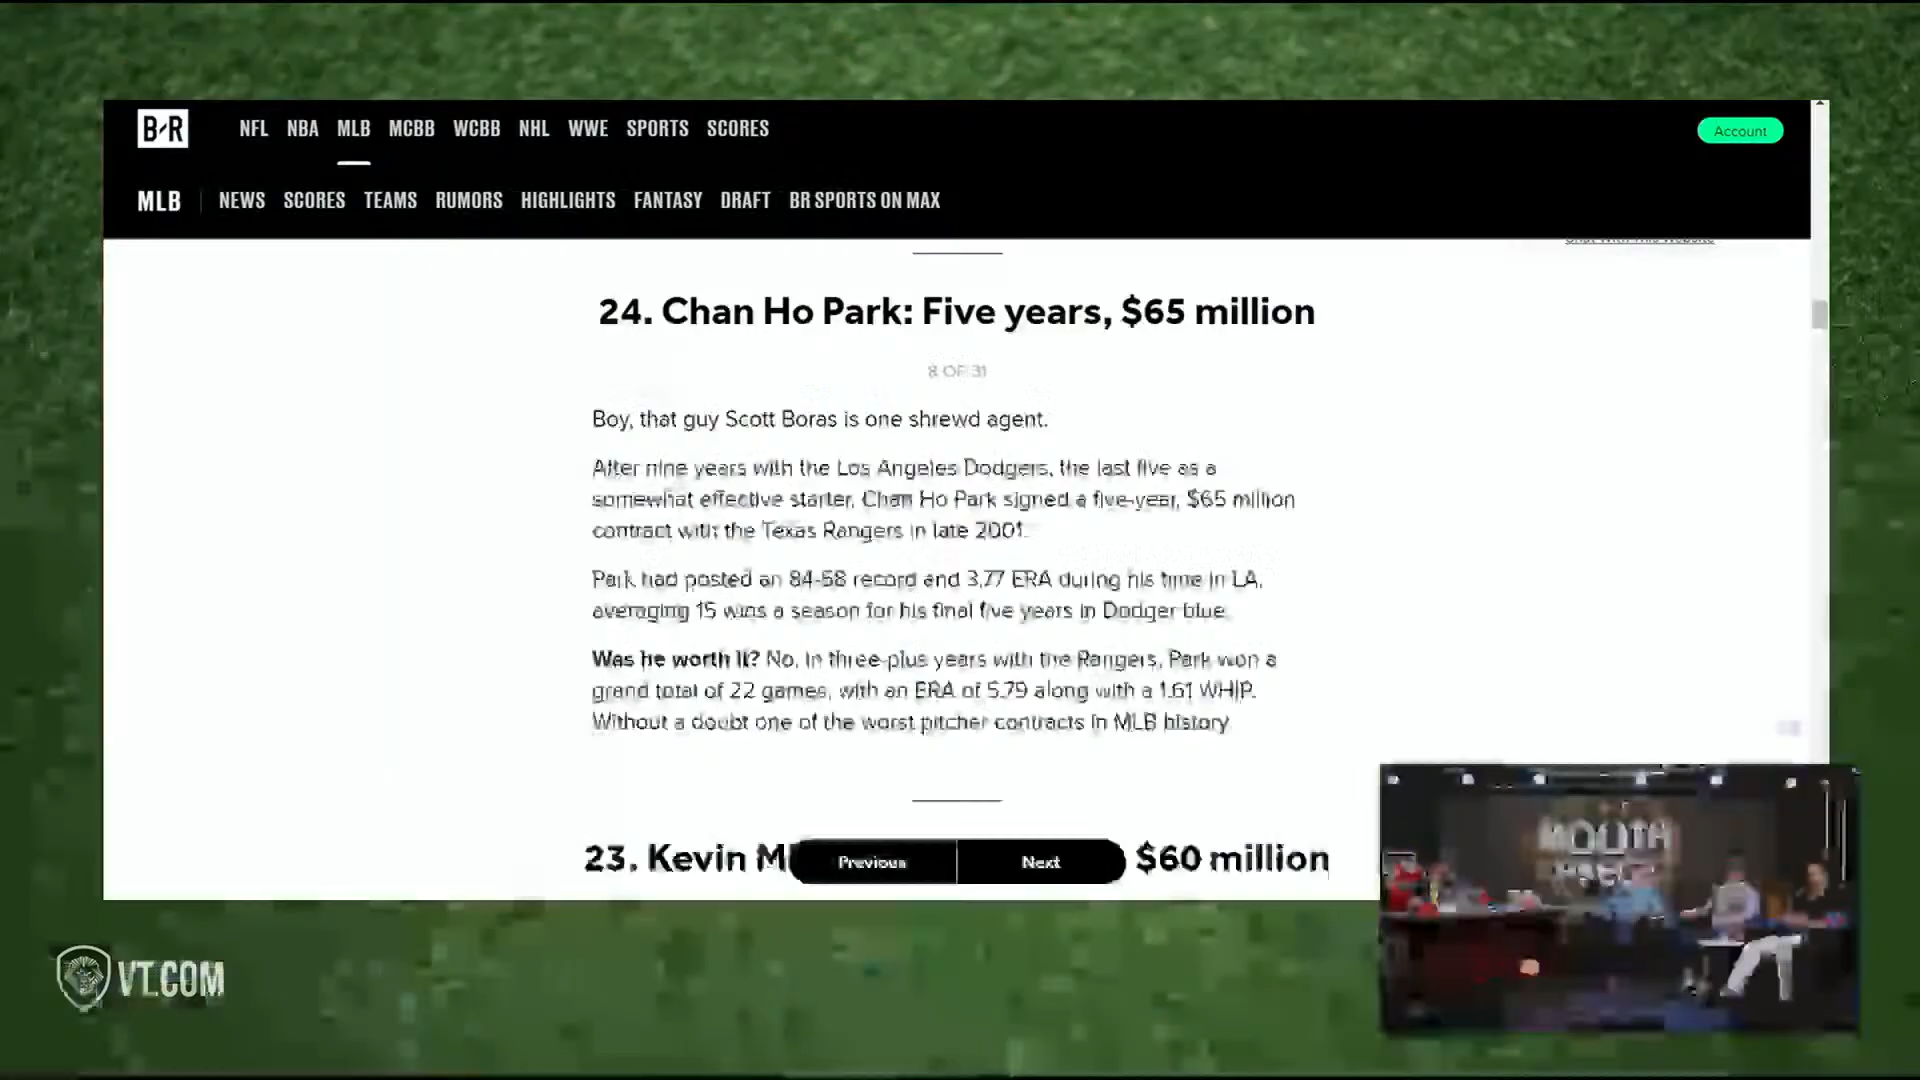 B/R NFL NBA MLB MCBB WCBB NHL WWE SPORTS SCORES Account
MLB NEWS SCORES TEAMS RUMORS HIGHLIGHTS FANTASY DRAFT BR SPORTS ON MAX
Chat With This Website
24. Chan Ho Park: Five years, $65 million
8 OF 31
Boy, that guy Scott Boras is one shrewd agent.
After nine years with the Los Angeles Dodgers, the last five as a
somewhat effective starter, Chan Ho Park signed a five-year, $65 million
contract with the Texas Rangers in late 2001.
Park had posted an 84-58 record and 3.77 ERA during his time in LA,
averaging 15 wins a season for his final five years in Dodger blue.
Was he worth it? No. In three-plus years with the Rangers, Park won a
grand total of 22 games, with an ERA of 5.79 along with a 1.61 WHIP.
Without a doubt one of the worst pitcher contracts in MLB history
23. Kevin $60 million
Previous Next
VT.COM